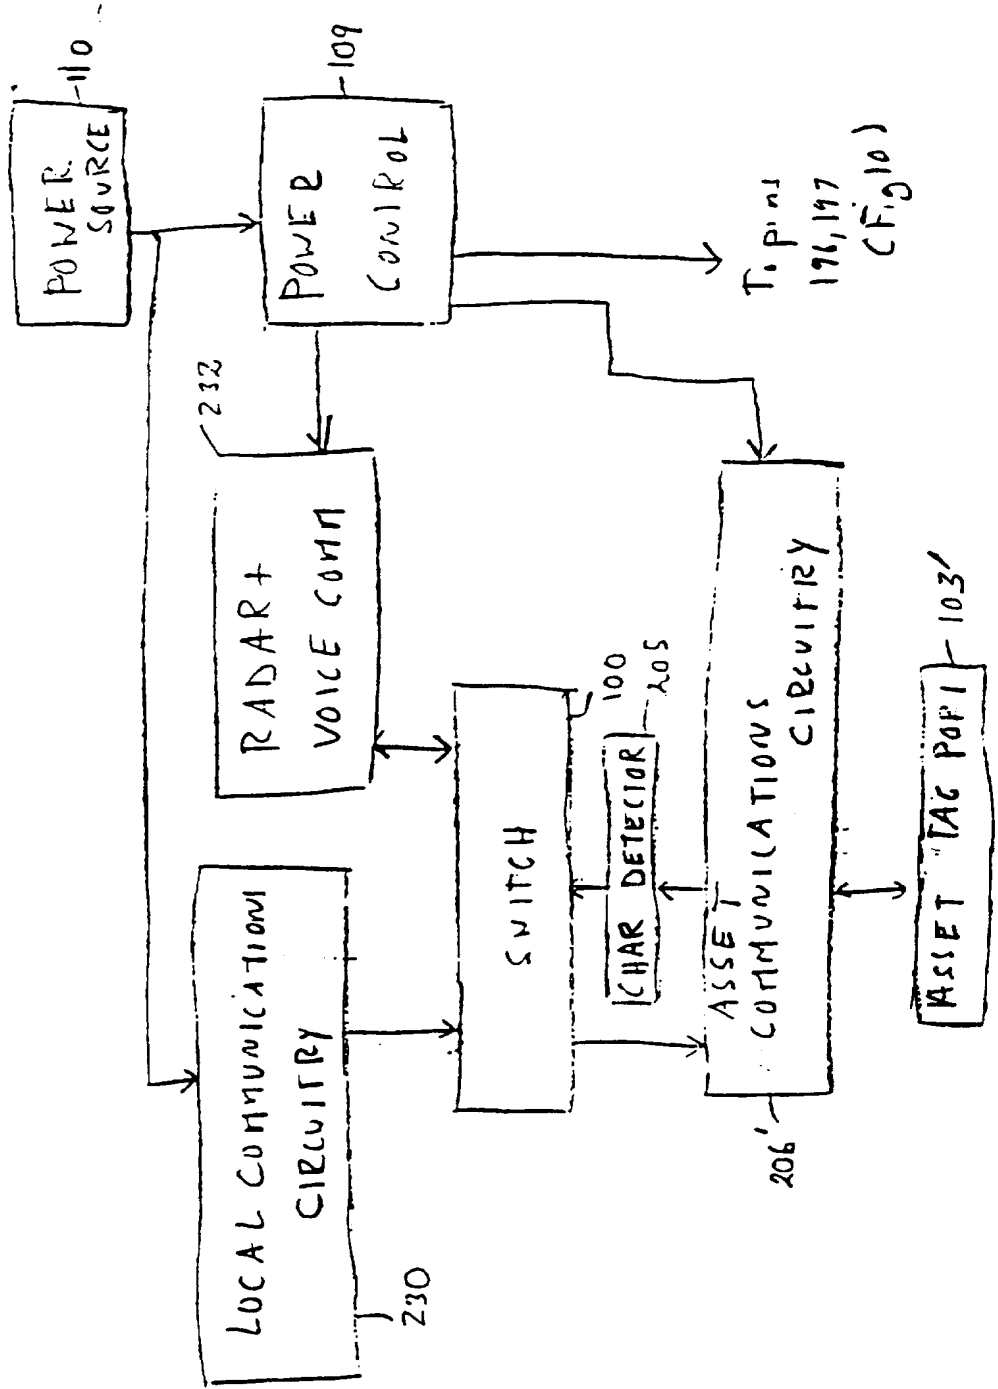 POWER
SOURCE
110
POWER
CONTROL
109
To pins
196, 197
(Fig 10)
RADAR +
VOICE COMM
232
LOCAL COMMUNICATIONS
CIRCUITRY
230
SWITCH
100
CHAR DETECTOR
205
ASSET
COMMUNICATIONS
CIRCUITRY
206'
ASSET TAG PORT
103'